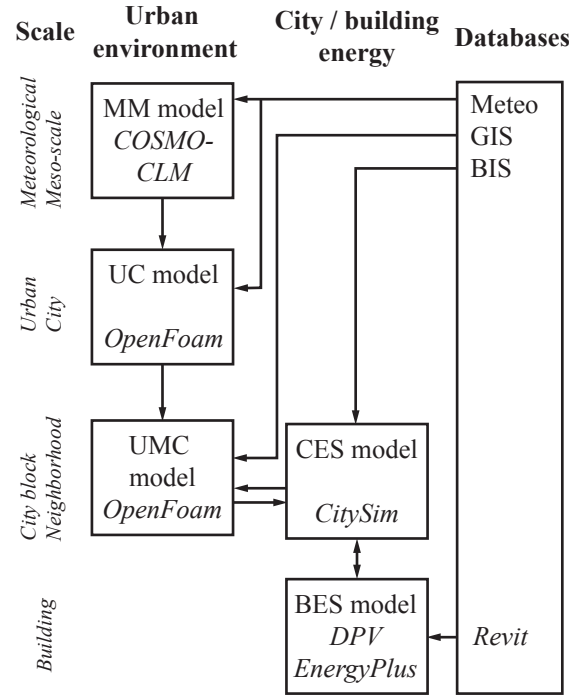 Scale
Urban environment
City / building energy
Databases
Meteorological
Meso-scale
MM model
COSMO-
CLM
Meteo
GIS
BIS
Urban
City
UC model
OpenFoam
City block
Neighborhood
UMC
model
OpenFoam
CES model
CitySim
Building
BES model
DPV
EnergyPlus
Revit